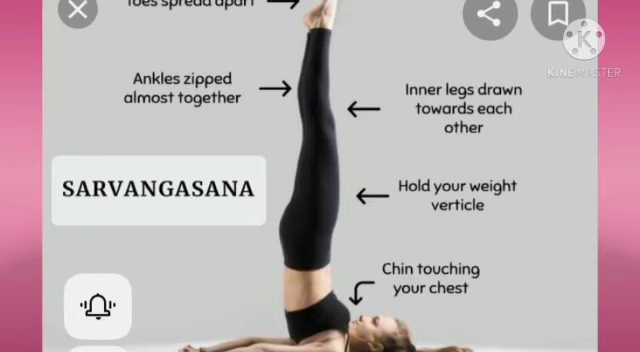 Toes spread apart
K
KINEMASTER
Ankles zipped
almost together
Inner legs drawn
towards each
other
SARVANGASANA
Hold your weight
verticle
Chin touching
your chest